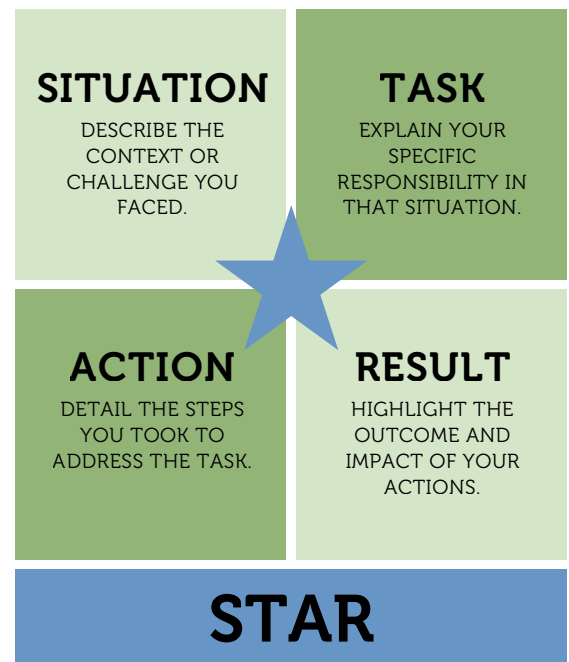 SITUATION
DESCRIBE THE
CONTEXT OR
CHALLENGE YOU
FACED.
TASK
EXPLAIN YOUR
SPECIFIC
RESPONSIBILITY IN
THAT SITUATION.
ACTION
DETAIL THE STEPS
YOU TOOK TO
ADDRESS THE TASK.
RESULT
HIGHLIGHT THE
OUTCOME AND
IMPACT OF YOUR
ACTIONS.
STAR